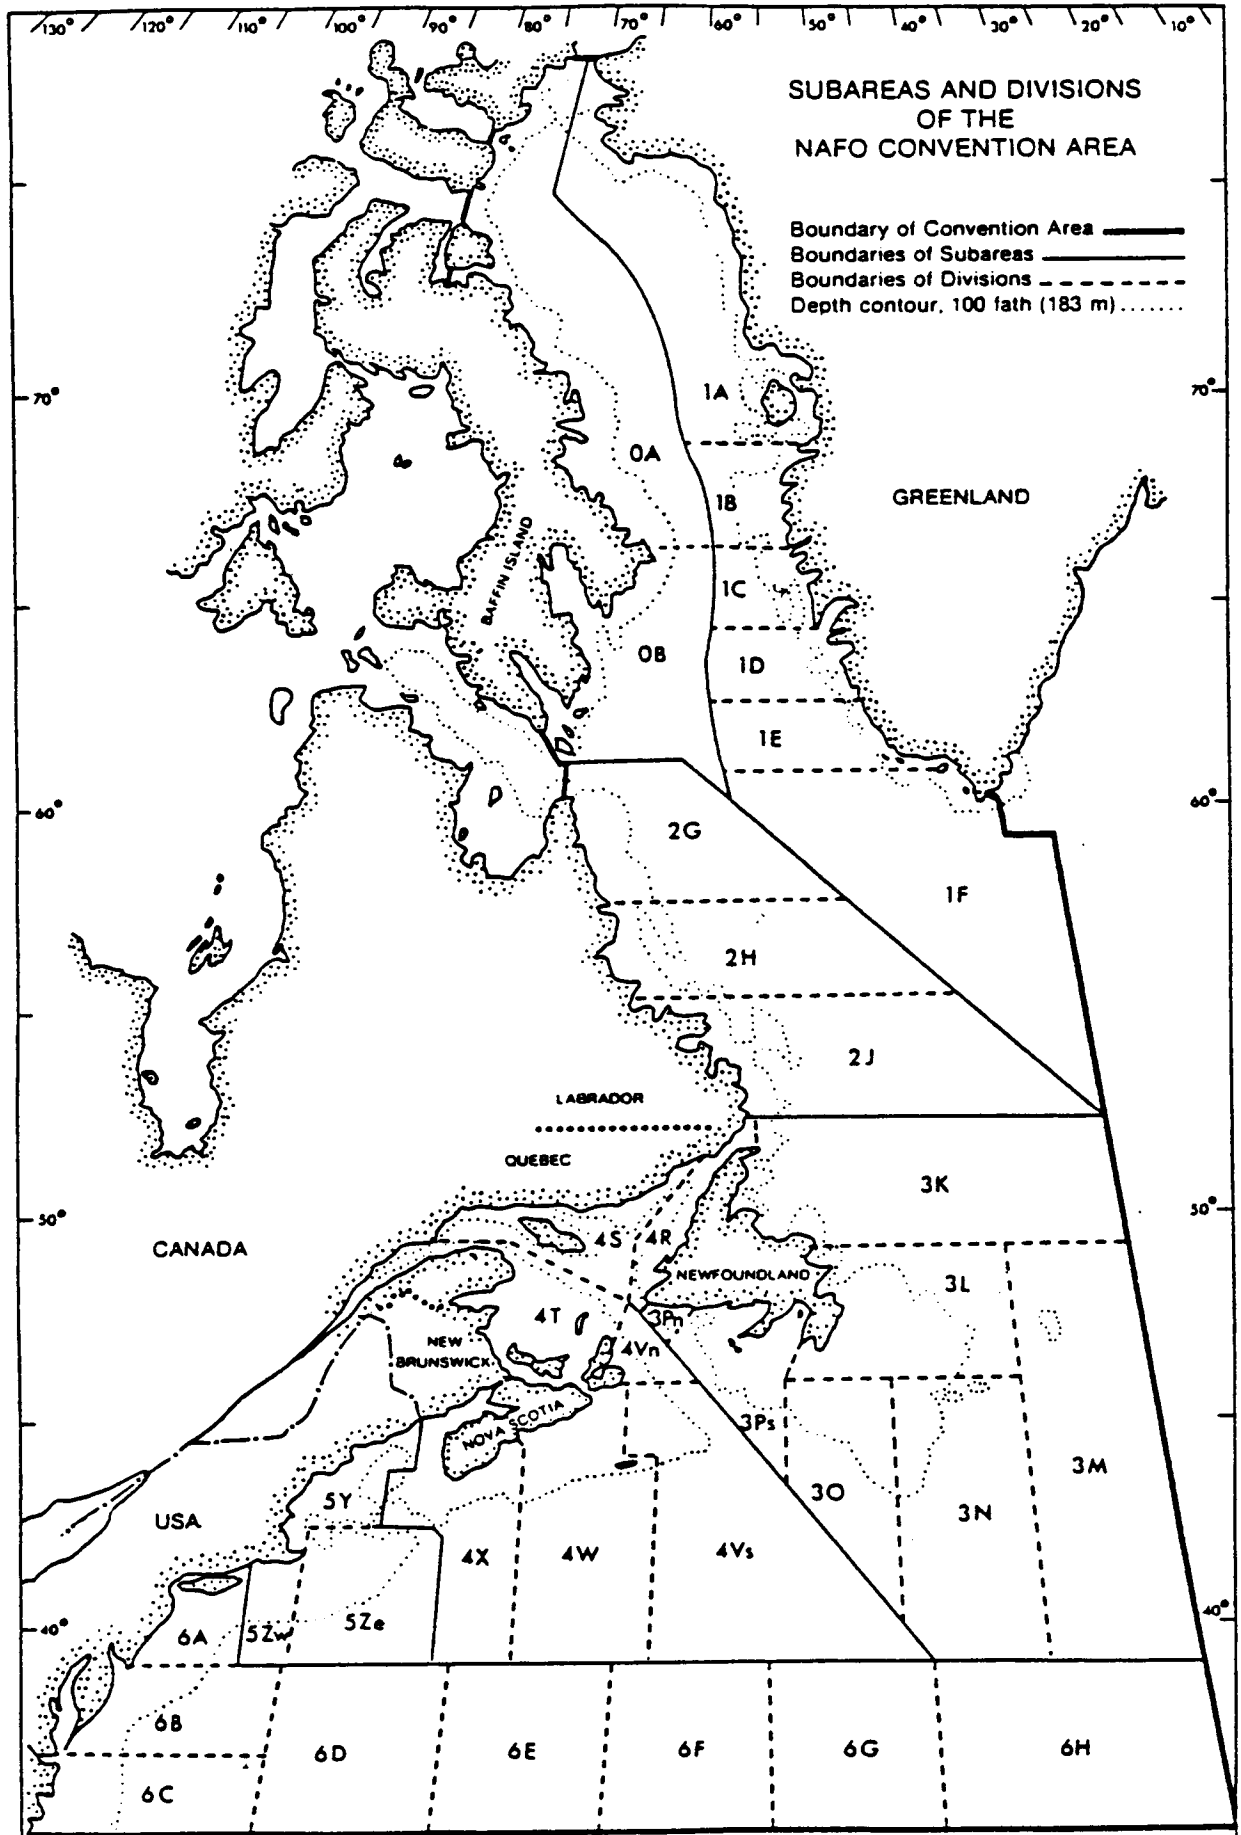 130° 120° 110° 100° 90° 80° 70° 60° 50° 40° 30° 20° 10°
SUBAREAS AND DIVISIONS
OF THE
NAFO CONVENTION AREA
Boundary of Convention Area
Boundaries of Subareas
Boundaries of Divisions
Depth contour, 100 fath (183 m)
70°
70°
1A
0A
1B
GREENLAND
BAFFIN ISLAND
1C
0B
1D
1E
60°
60°
2G
1F
2H
2J
LABRADOR
QUEBEC
3K
50°
50°
CANADA
4S
4R
NEWFOUNDLAND
3L
4T
3Pn
NEW
BRUNSWICK
4Vn
NOVA SCOTIA
3Ps
3M
5Y
3O
3N
USA
4X
4W
4Vs
40°
40°
6A
5Zw
5Ze
6B
6D
6E
6F
6G
6H
6C